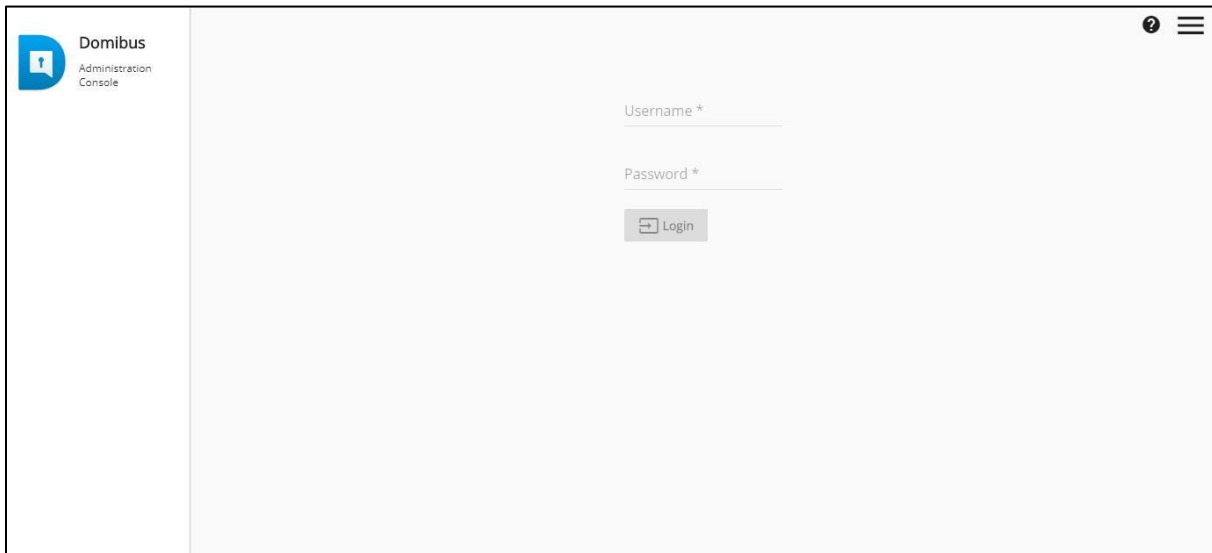 Domibus
Administration
Console
?
Username *
Password *
Login